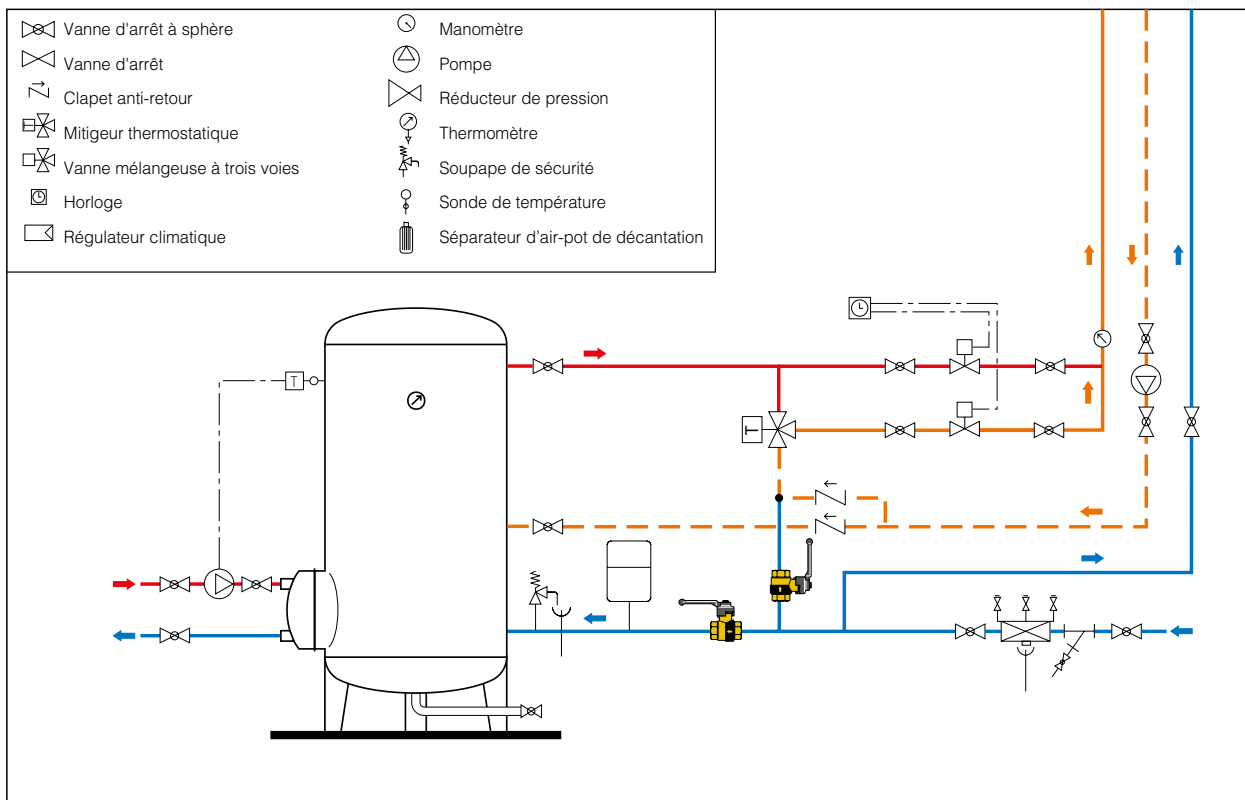 Vanne d'arrêt à sphère
Vanne d'arrêt
Clapet anti-retour
Mitigeur thermostatique
Vanne mélangeuse à trois voies
Horloge
Régulateur climatique
Manomètre
Pompe
Réducteur de pression
Thermomètre
Soupape de sécurité
Sonde de température
Séparateur d'air-pot de décantation
T
T